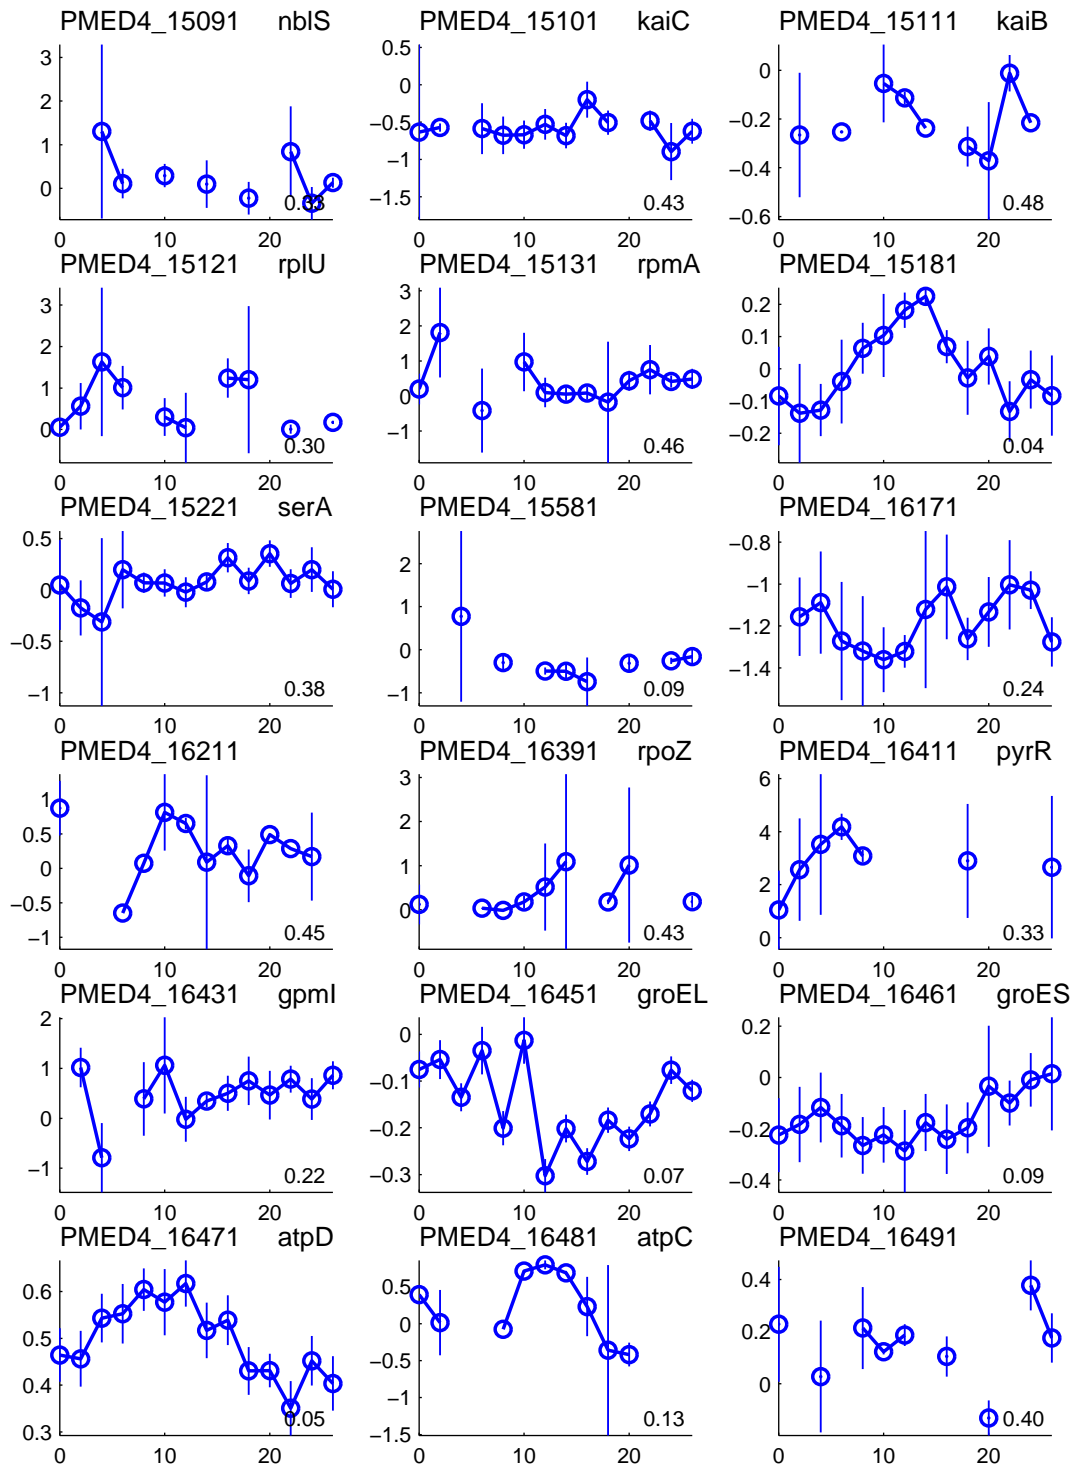 PMED4_15091 nblS PMED4_15101 kaiC PMED4_15111 kaiB
3 2 1 0 0.33 0 10 20
0.5 0 −0.5 −1 −1.5 0.43 0 10 20
0 −0.2 −0.4 −0.6 0.48 0 10 20
PMED4_15121 rplU PMED4_15131 rpmA PMED4_15181
3 2 1 0 0.30 0 10 20
3 2 1 0 −1 0.46 0 10 20
0.2 0.1 0 −0.1 −0.2 0.04 0 10 20
PMED4_15221 serA PMED4_15581 PMED4_16171
0.5 0 −0.5 −1 0.38 0 10 20
2 1 0 −1 0.09 0 10 20
−0.8 −1 −1.2 −1.4 0.24 0 10 20
PMED4_16211 PMED4_16391 rpoZ PMED4_16411 pyrR
1 0.5 0 −0.5 −1 0.45 0 10 20
3 2 1 0 0.43 0 10 20
6 4 2 0 0.33 0 10 20
PMED4_16431 gpmI PMED4_16451 groEL PMED4_16461 groES
2 1 0 −1 0.22 0 10 20
0 −0.1 −0.2 −0.3 0.07 0 10 20
0.2 0 −0.2 −0.4 0.09 0 10 20
PMED4_16471 atpD PMED4_16481 atpC PMED4_16491
0.6 0.5 0.4 0.3 0.05 0 10 20
0.5 0 −0.5 −1 −1.5 0.13 0 10 20
0.4 0.2 0 0.40 0 10 20